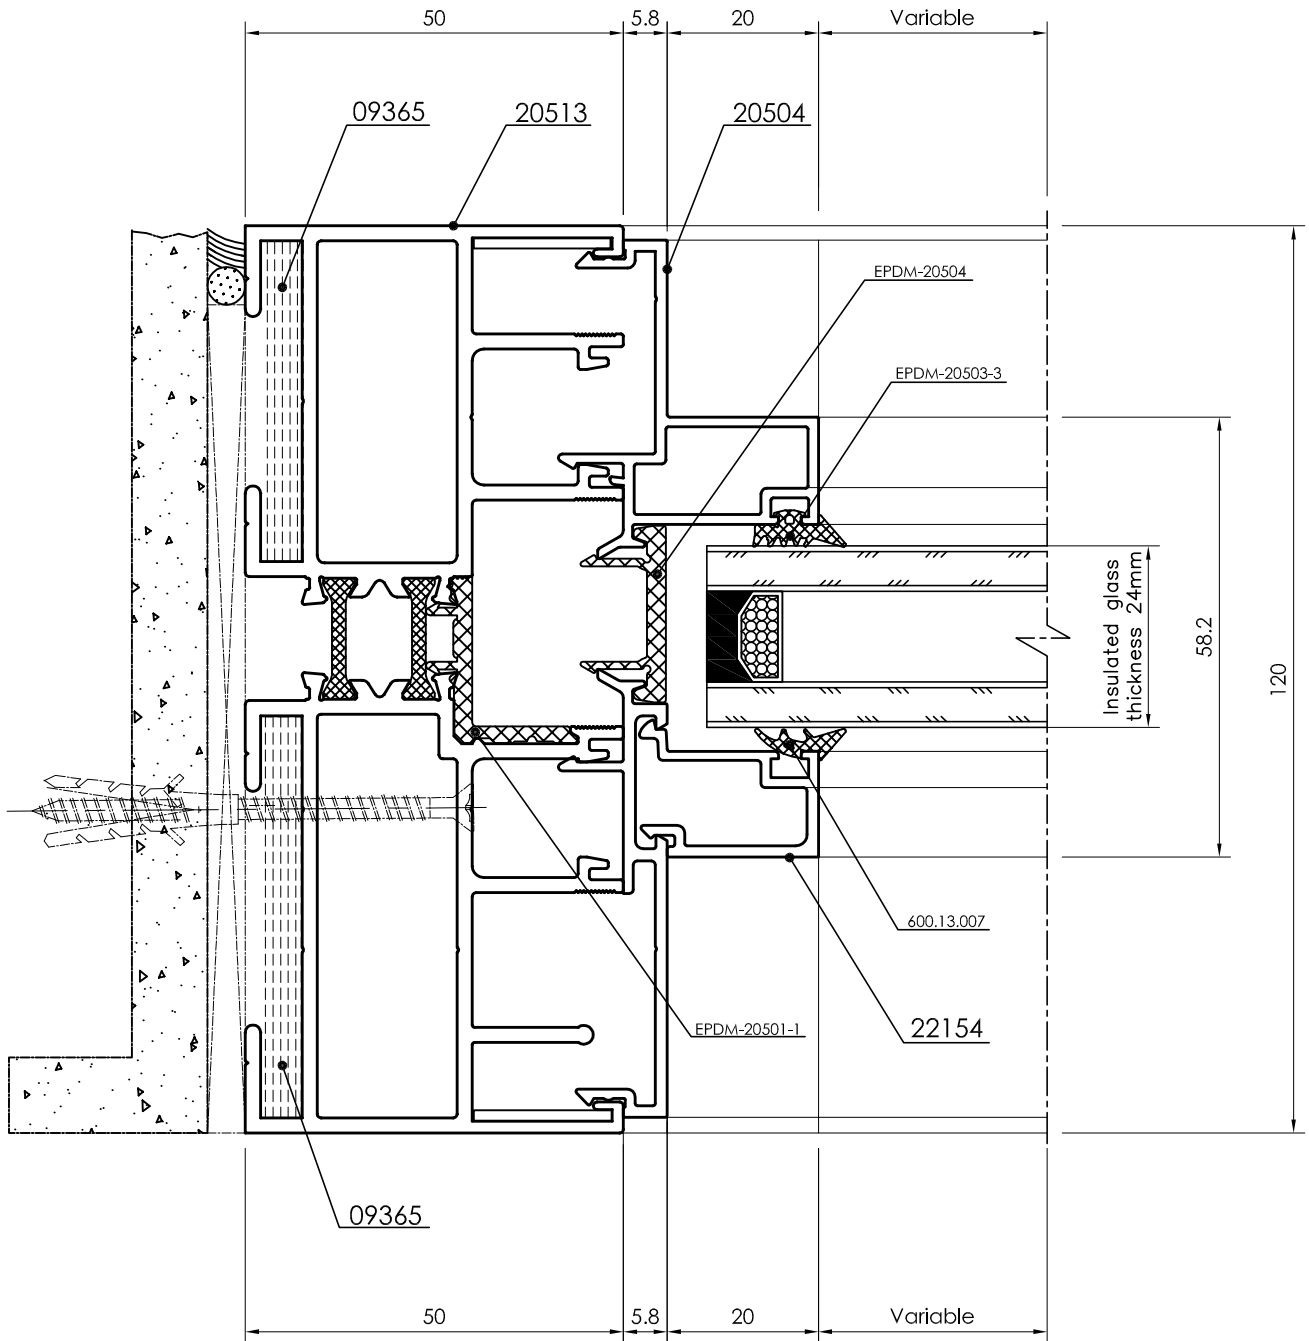 50
5.8
20
Variable
09365
20513
20504
EPDM-20504
EPDM-20503-3
Insulated glass
thickness 24mm
58.2
120
600.13.007
EPDM-20501-1
22154
09365
50
5.8
20
Variable